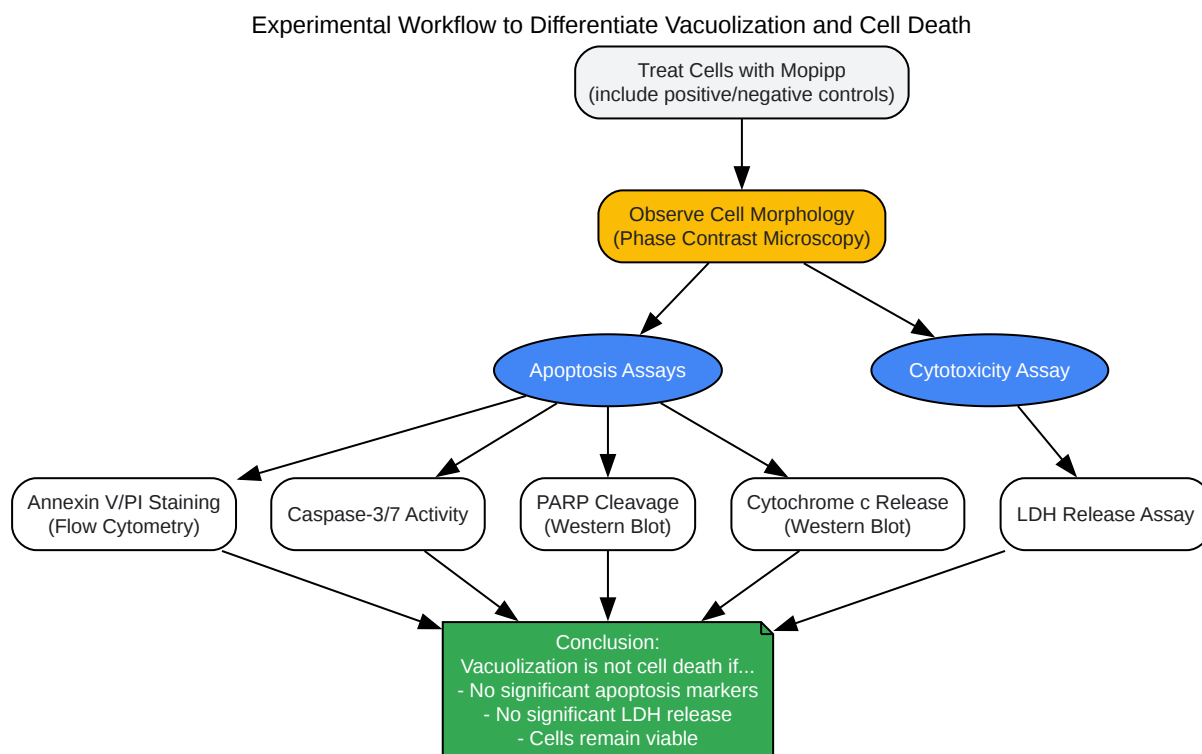 Experimental Workflow to Differentiate Vacuolization and Cell Death
Treat Cells with Mopipp
(include positive/negative controls)
Observe Cell Morphology
(Phase Contrast Microscopy)
Apoptosis Assays
Cytotoxicity Assay
Annexin V/PI Staining
(Flow Cytometry)
Caspase-3/7 Activity
PARP Cleavage
(Western Blot)
Cytochrome c Release
(Western Blot)
LDH Release Assay
Conclusion:
Vacuolization is not cell death if...
- No significant apoptosis markers
- No significant LDH release
- Cells remain viable